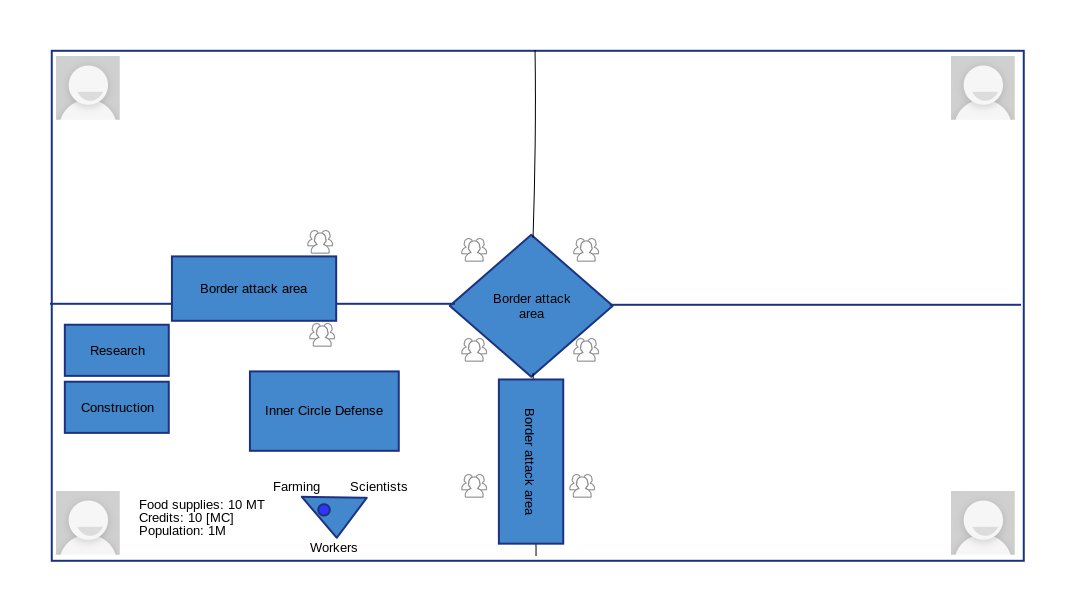 Border attack area
Border attack
area
Research
Construction
Inner Circle Defense
Border attack area
Farming
Scientists
Food supplies: 10 MT
Credits: 10 [MC]
Population: 1M
Workers